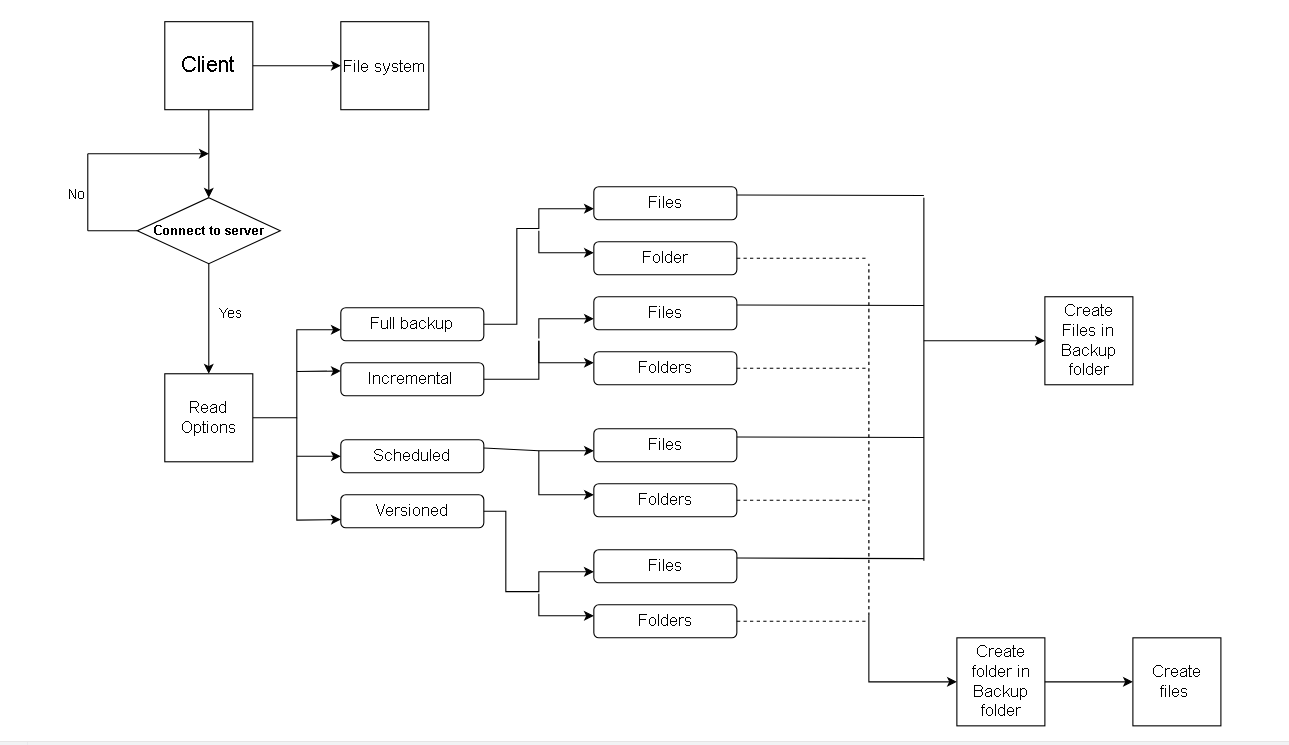 Client
File system
No
Connect to server
Yes
Read
Options
Full backup
Incremental
Scheduled
Versioned
Files
Folder
Files
Folders
Files
Folders
Files
Folders
Create
Files in
Backup
folder
Create
folder in
Backup
folder
Create
files